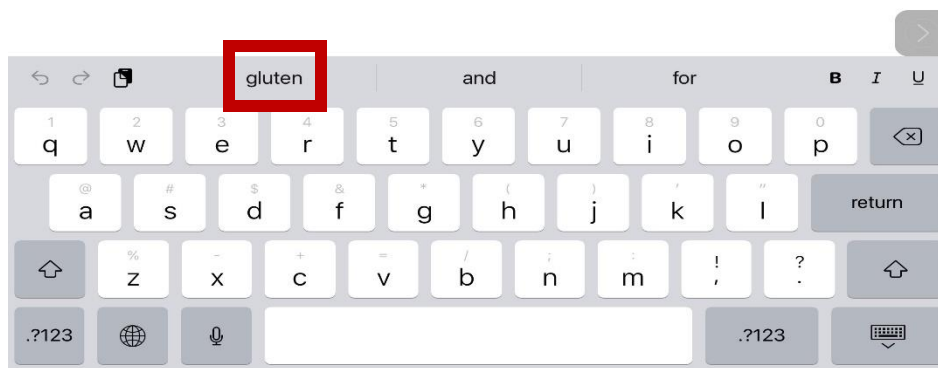 gluten and for B I U
1 2 3 4 5 6 7 8 9 0
q w e r t y u i o p
@ # $ & * ( ) ' "
a s d f g h j k l return
% - + = / ; : ! ?
z x c v b n m , .
.?123 .?123